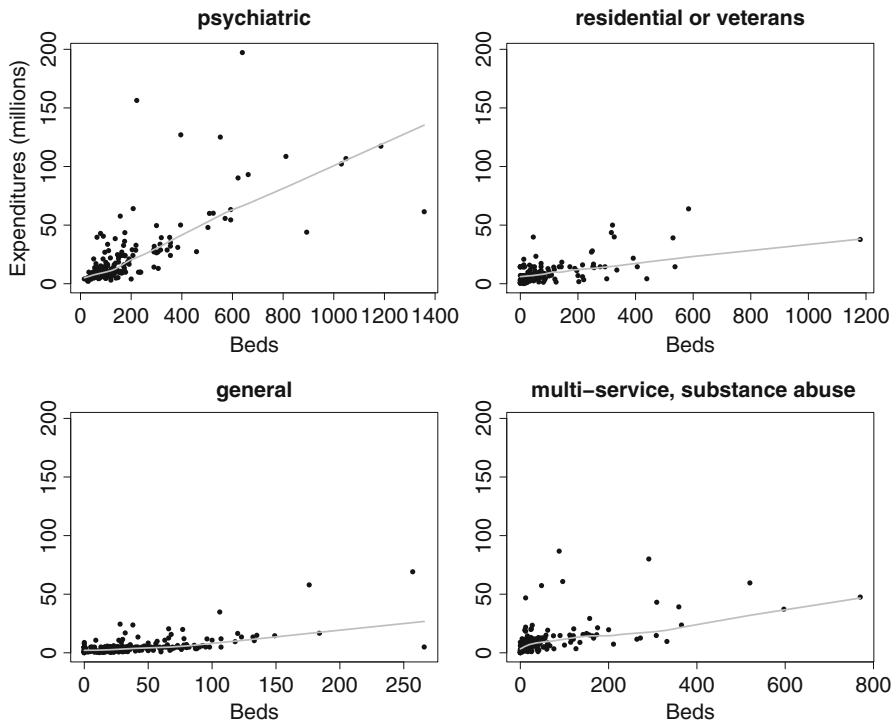 psychiatric
residential or veterans
Expenditures (millions)
200
150
100
50
0
0 200 400 600 800 1000 1200 1400
Beds
200
150
100
50
0
0 200 400 600 800 1000 1200
Beds
general
multi−service, substance abuse
200
150
100
50
0
0 50 100 150 200 250
Beds
200
150
100
50
0
0 200 400 600 800
Beds